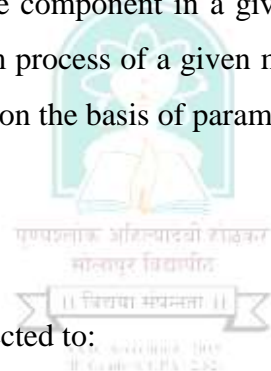 e component in a giv
n process of a given n
on the basis of param
पुण्यश्लोक अहिल्यादेवी होळकर
सोलापूर विद्यापीठ
।। विद्यया संपन्नता ।।
cted to: